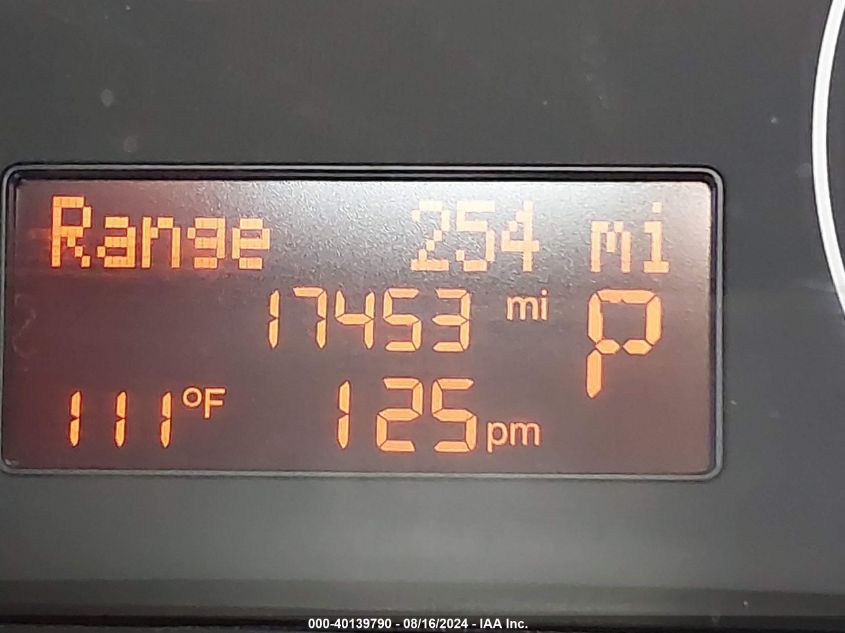 Range 254 mi
17453 mi P
111°F 125 pm
000-40139790 - 08/16/2024 - IAA Inc.